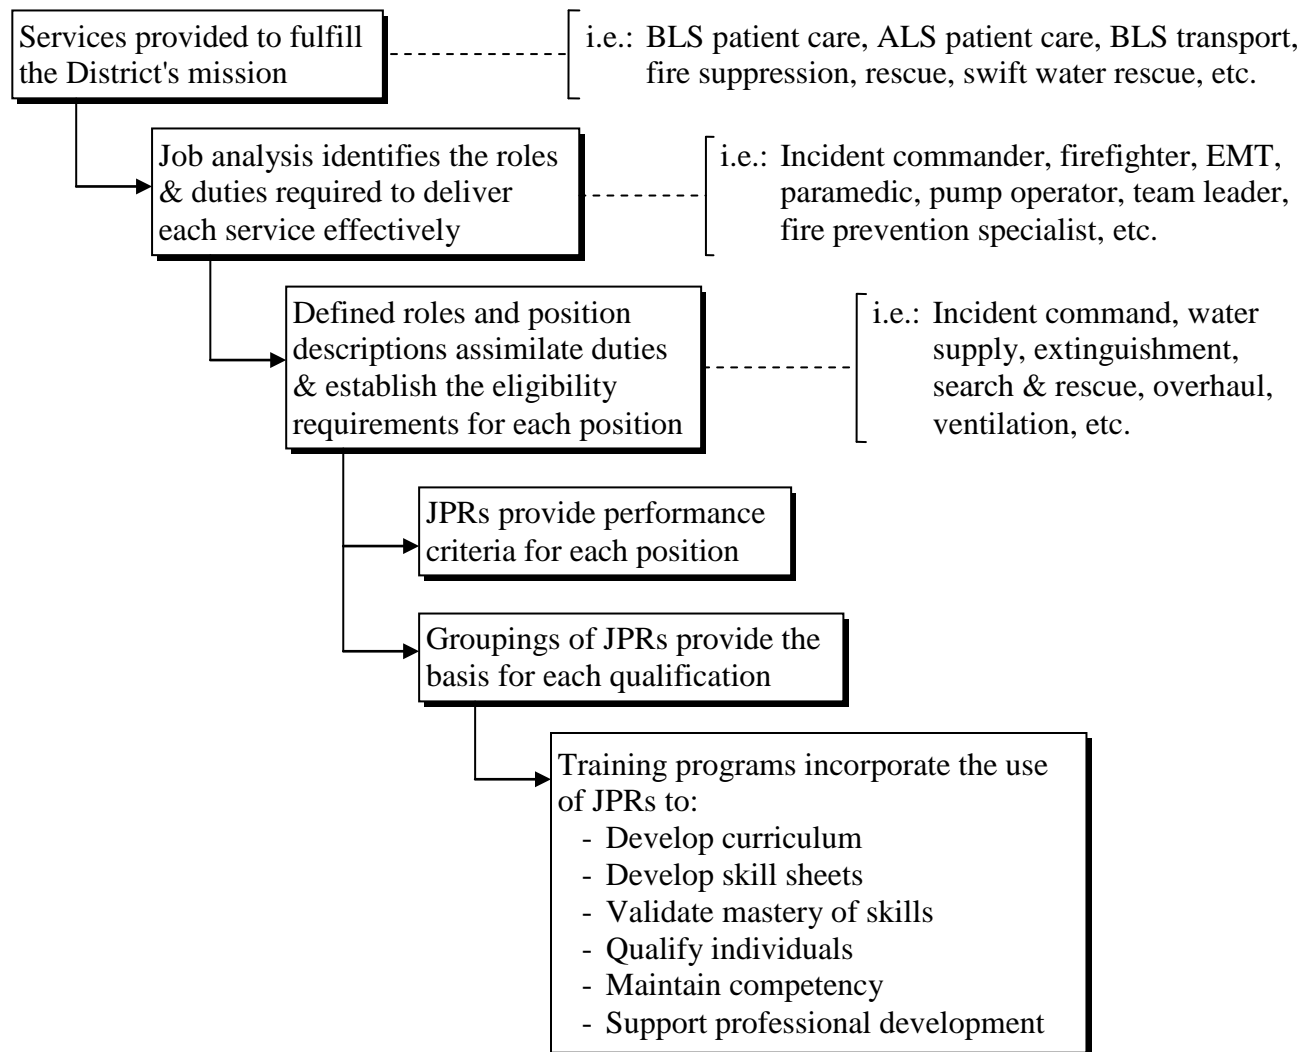 Services provided to fulfill
the District's mission
i.e.: BLS patient care, ALS patient care, BLS transport,
fire suppression, rescue, swift water rescue, etc.
Job analysis identifies the roles
& duties required to deliver
each service effectively
i.e.: Incident commander, firefighter, EMT,
paramedic, pump operator, team leader,
fire prevention specialist, etc.
Defined roles and position
descriptions assimilate duties
& establish the eligibility
requirements for each position
i.e.: Incident command, water
supply, extinguishment,
search & rescue, overhaul,
ventilation, etc.
JPRs provide performance
criteria for each position
Groupings of JPRs provide the
basis for each qualification
Training programs incorporate the use
of JPRs to:
- Develop curriculum
- Develop skill sheets
- Validate mastery of skills
- Qualify individuals
- Maintain competency
- Support professional development